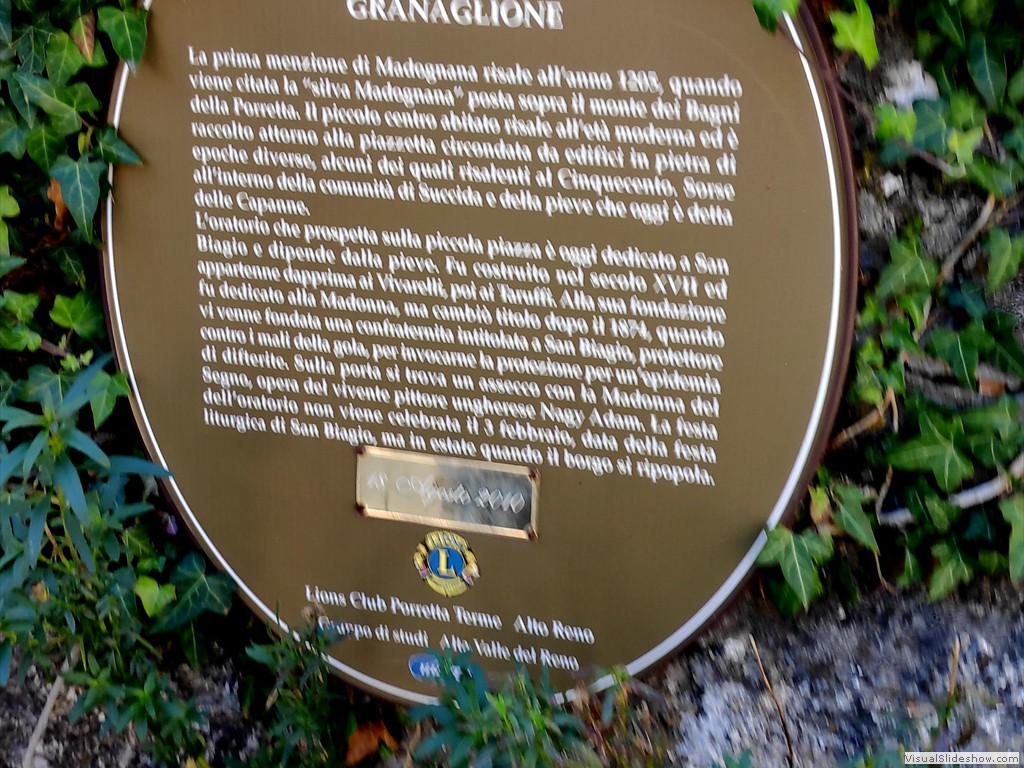 GRANAGLIONE
La prima menzione di Madognana risale all'anno 1205, quando
viene citata la "silva Madognana" posta sopra il monte dei Bagni
della Porretta. Il piccolo centro abitato risale all'età moderna ed è
raccolto attorno alla piazzetta circondata da edifici in pietra di
epoche diverse, alcuni dei quali risalenti al Cinquecento. Sorse
all'interno della comunità di Succida e della pieve che oggi è detta
delle Capanne.
L'oratorio che prospetta sulla piccola piazza è oggi dedicato a San
Biagio e dipende dalla pieve. Fu costruito nel secolo XVII ed
appartenne dapprima ai Vivarelli, poi ai Taruffi. Alla sua fondazione
fu dedicato alla Madonna, ma cambiò titolo dopo il 1874, quando
vi venne fondata una confraternita intitolata a San Biagio, protettore
contro i mali della gola, per invocarne la protezione per un'epidemia
di difterite. Sulla porta si trova un assecco con la Madonna del
Segno, opera del vivente pittore ungherese Nagy Adam. La festa
dell'oratorio non viene celebrata il 3 febbraio, data della festa
liturgica di San Biagio, ma in estate quando il borgo si ripopola.
18 Agosto 2010
L
Lions Club Porretta Terme Alto Reno
Gruppo di studi Alta Valle del Reno
VisualSlideshow.com